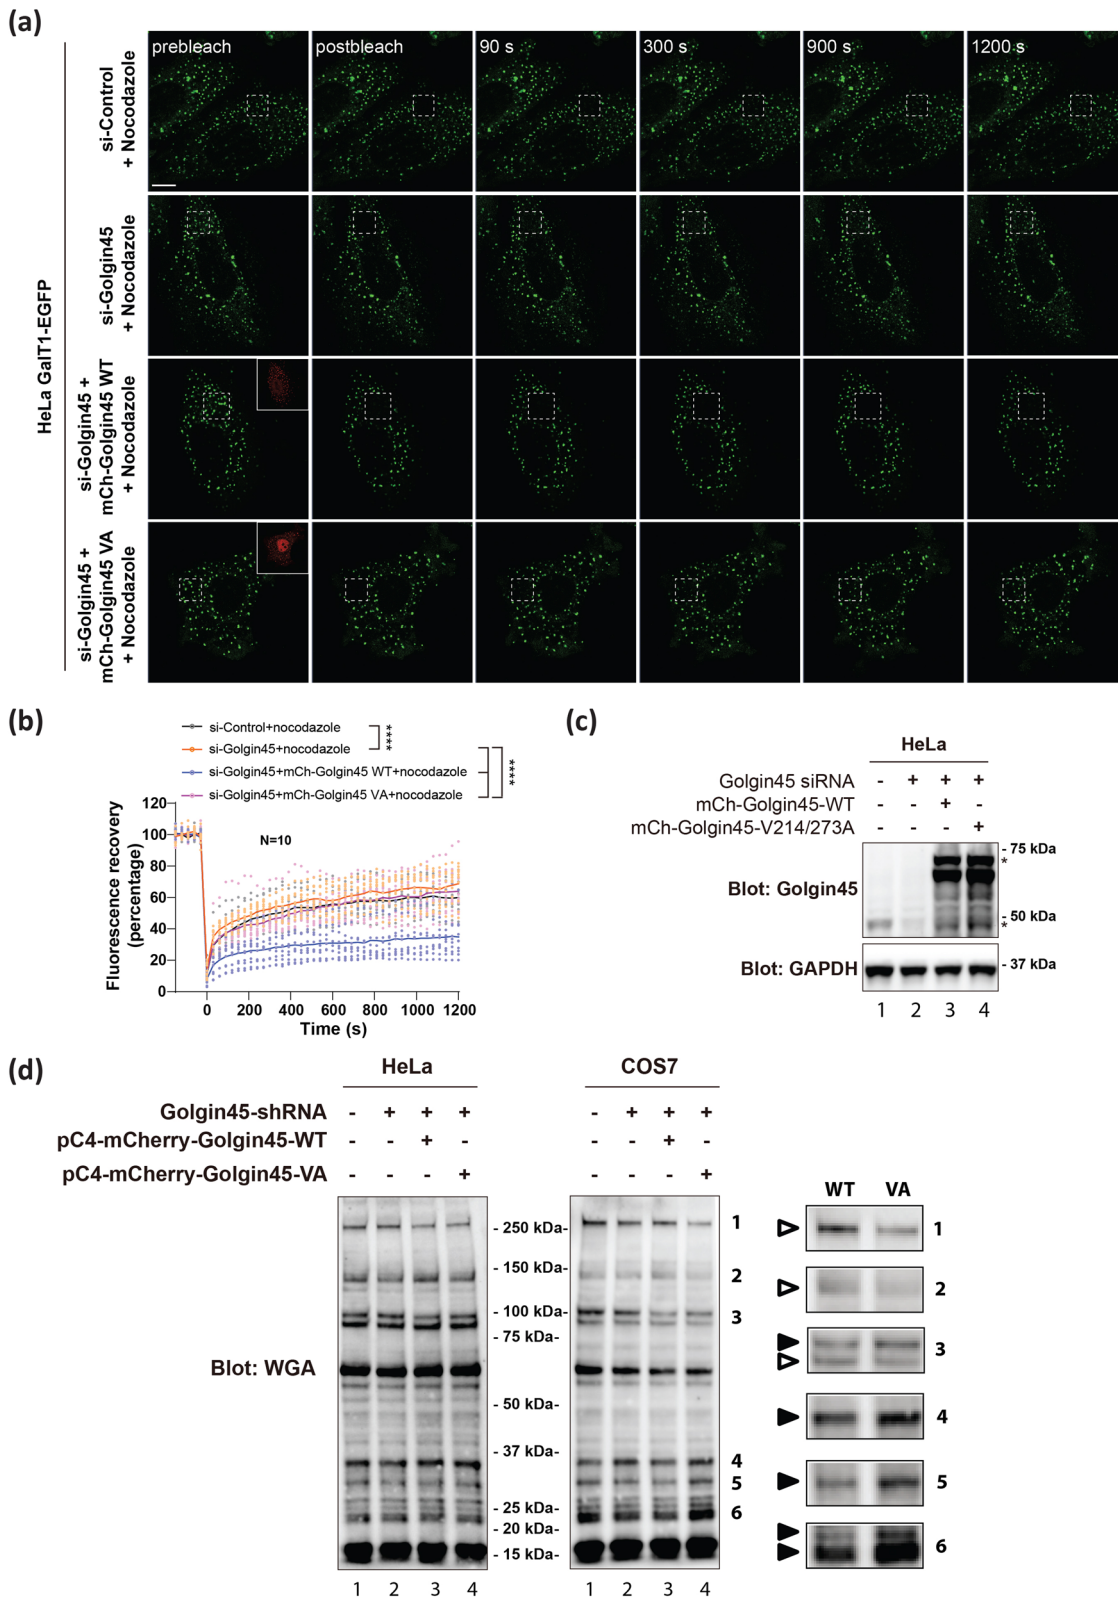 (a)
prebleach postbleach 90 s 300 s 900 s 1200 s
HeLa GalT1-EGFP
si-Control
+ Nocodazole
si-Golgin45
+ Nocodazole
si-Golgin45 +
mCh-Golgin45 WT
+ Nocodazole
si-Golgin45 +
mCh-Golgin45 VA
+ Nocodazole
(b)
si-Control+nocodazole
si-Golgin45+nocodazole
si-Golgin45+mCh-Golgin45 WT+nocodazole
si-Golgin45+mCh-Golgin45 VA+nocodazole
****
****
N=10
Fluorescence recovery
(percentage)
120
100
80
60
40
20
0
0 200 400 600 800 1000 1200
Time (s)
(c)
HeLa
Golgin45 siRNA - + + +
mCh-Golgin45-WT - - + -
mCh-Golgin45-V214/273A - - - +
Blot: Golgin45
- 75 kDa
*
- 50 kDa
*
Blot: GAPDH
- 37 kDa
1 2 3 4
(d)
HeLa COS7
Golgin45-shRNA - + + + - + + +
pC4-mCherry-Golgin45-WT - - + - - - + -
pC4-mCherry-Golgin45-VA - - - + - - - +
Blot: WGA
- 250 kDa-
- 150 kDa-
- 100 kDa-
- 75 kDa-
- 50 kDa-
- 37 kDa-
- 25 kDa-
- 20 kDa-
- 15 kDa-
1
2
3
4
5
6
1 2 3 4 1 2 3 4
WT VA
1
2
3
4
5
6